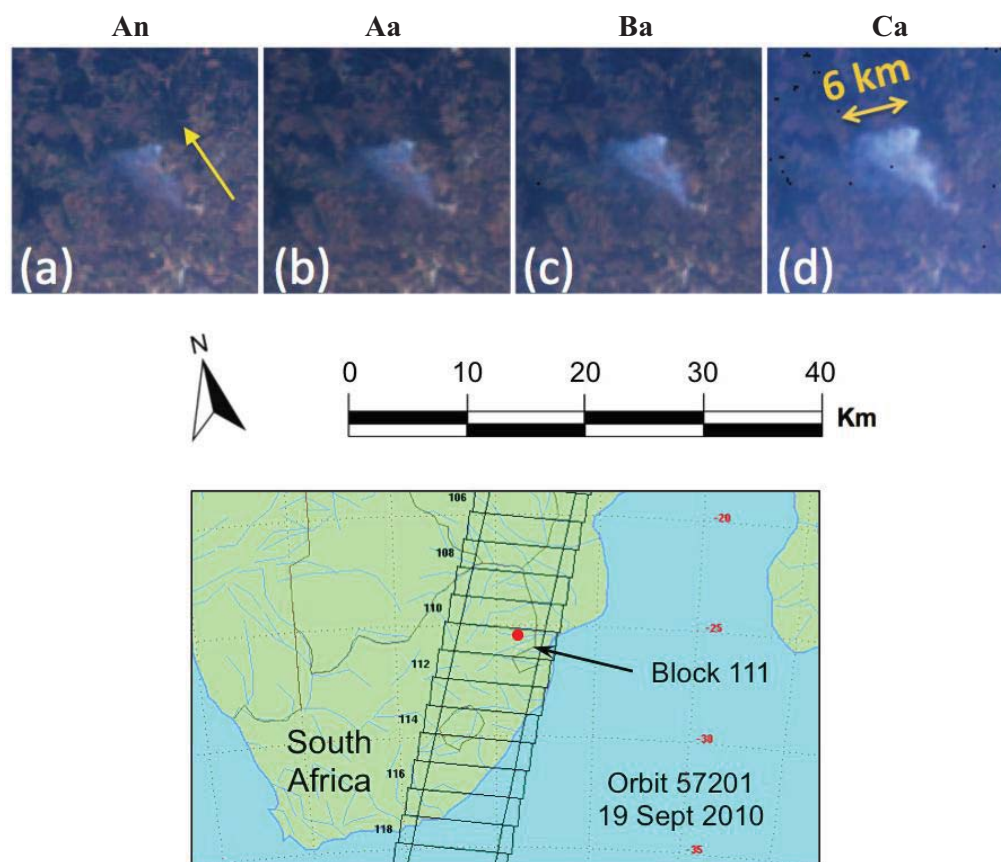 An Aa Ba Ca
6 km
(a) (b) (c) (d)
N
0 10 20 30 40
Km
106
-20
108
110
-25
Block 111
112
114
-30
South
Africa
116
Orbit 57201
19 Sept 2010
118
-35